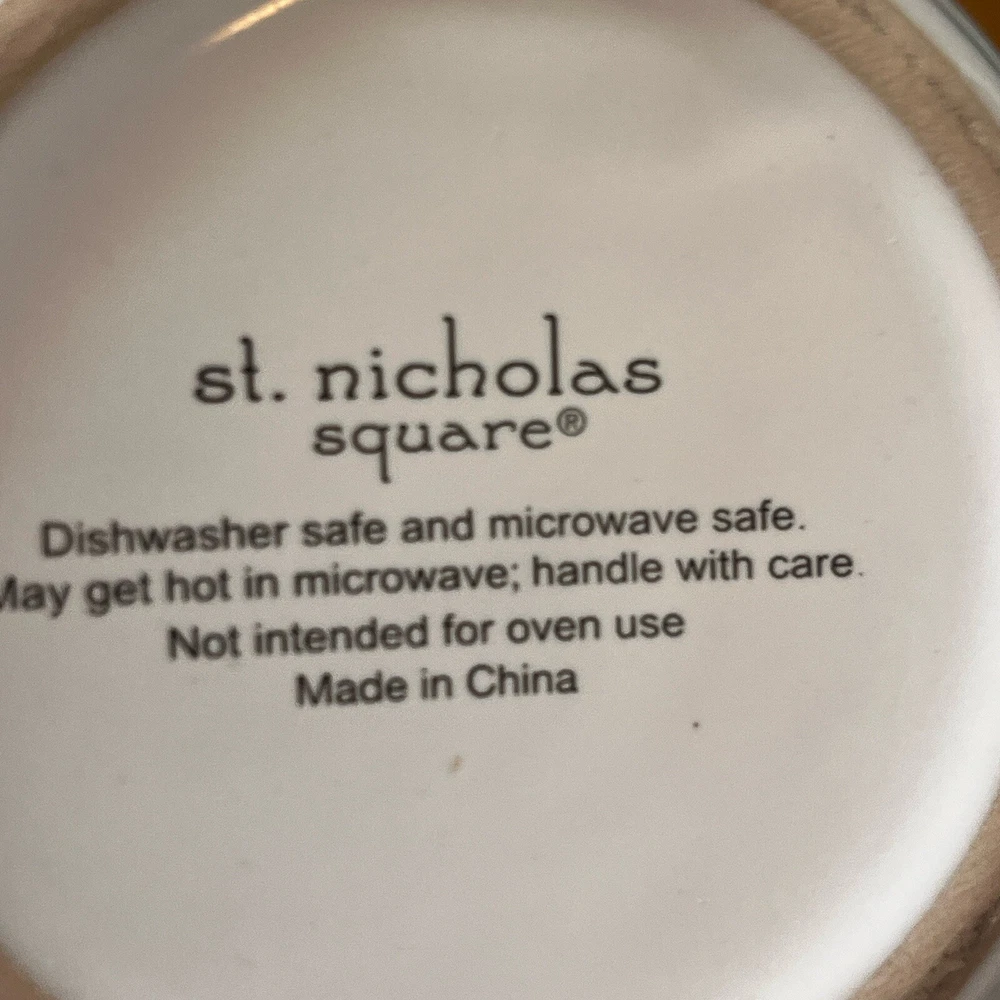 st. nicholas
square®
Dishwasher safe and microwave safe.
May get hot in microwave; handle with care.
Not intended for oven use
Made in China